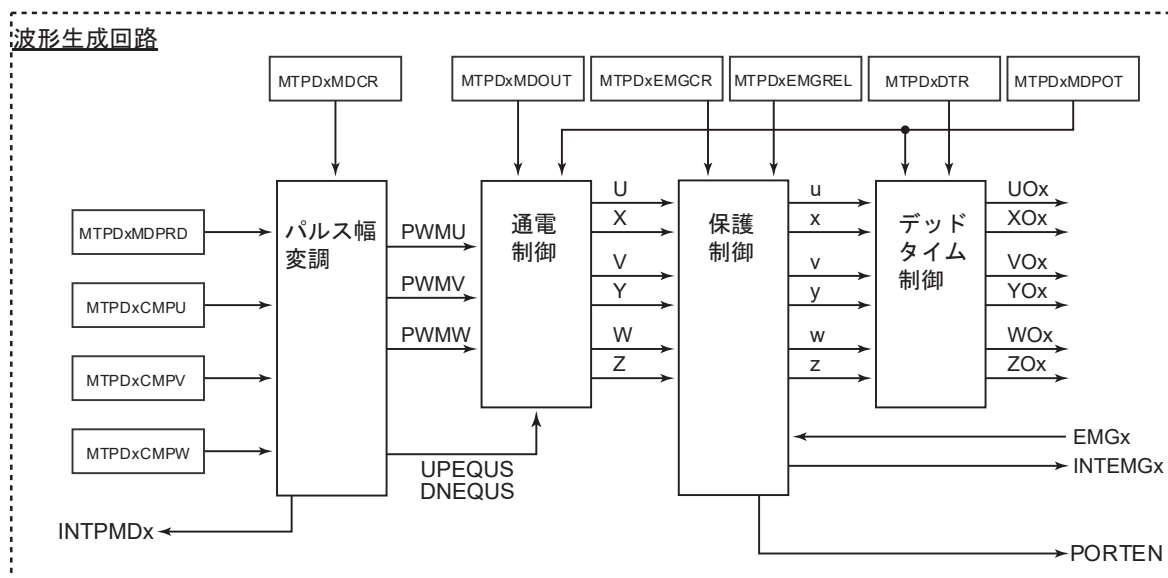 波形生成回路
MTPDxMDCR
MTPDxMDOUT
MTPDxEMGCR
MTPDxEMGREL
MTPDxDTR
MTPDxMDPOT
MTPDxMDPRD
MTPDxCMPU
MTPDxCMPV
MTPDxCMPW
パルス幅
変調
PWMU
PWMV
PWMW
UPEQUS
DNEQUS
INTPMDx
通電
制御
U
X
V
Y
W
Z
保護
制御
u
x
v
y
w
z
デッド
タイム
制御
UOx
XOx
VOx
YOx
WOx
ZOx
EMGx
INTEMGx
PORTEN